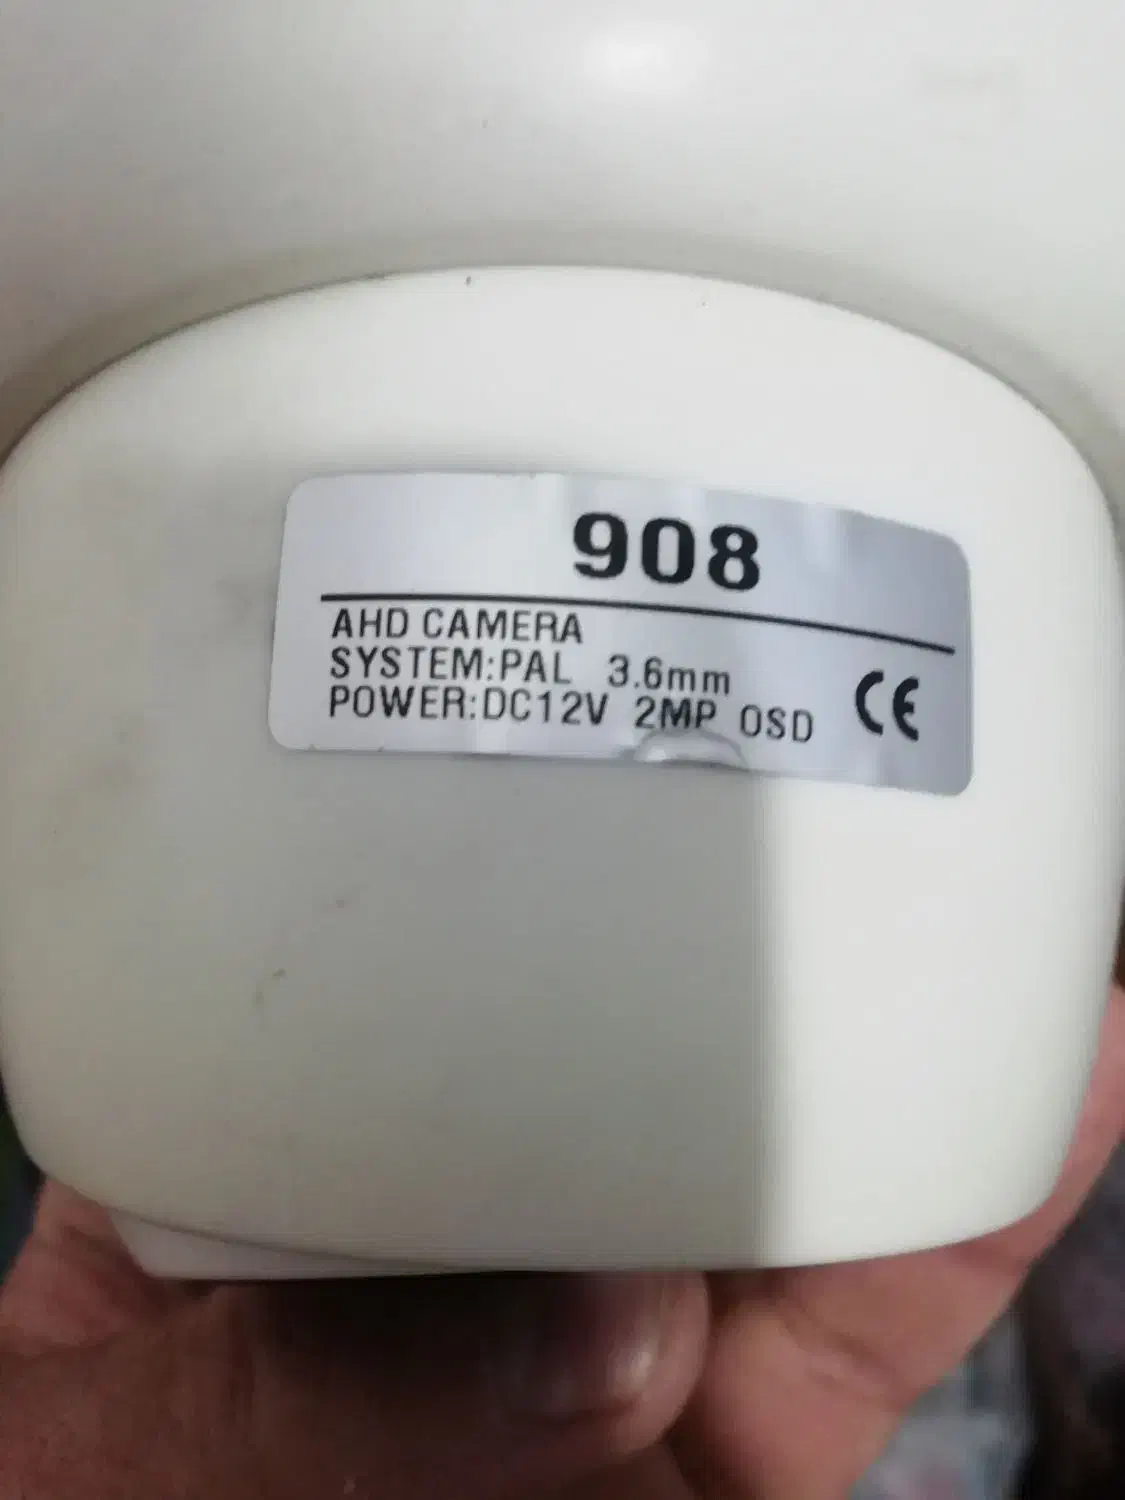 908
AHD CAMERA
SYSTEM:PAL 3.6mm
POWER:DC12V 2MP OSD
CE